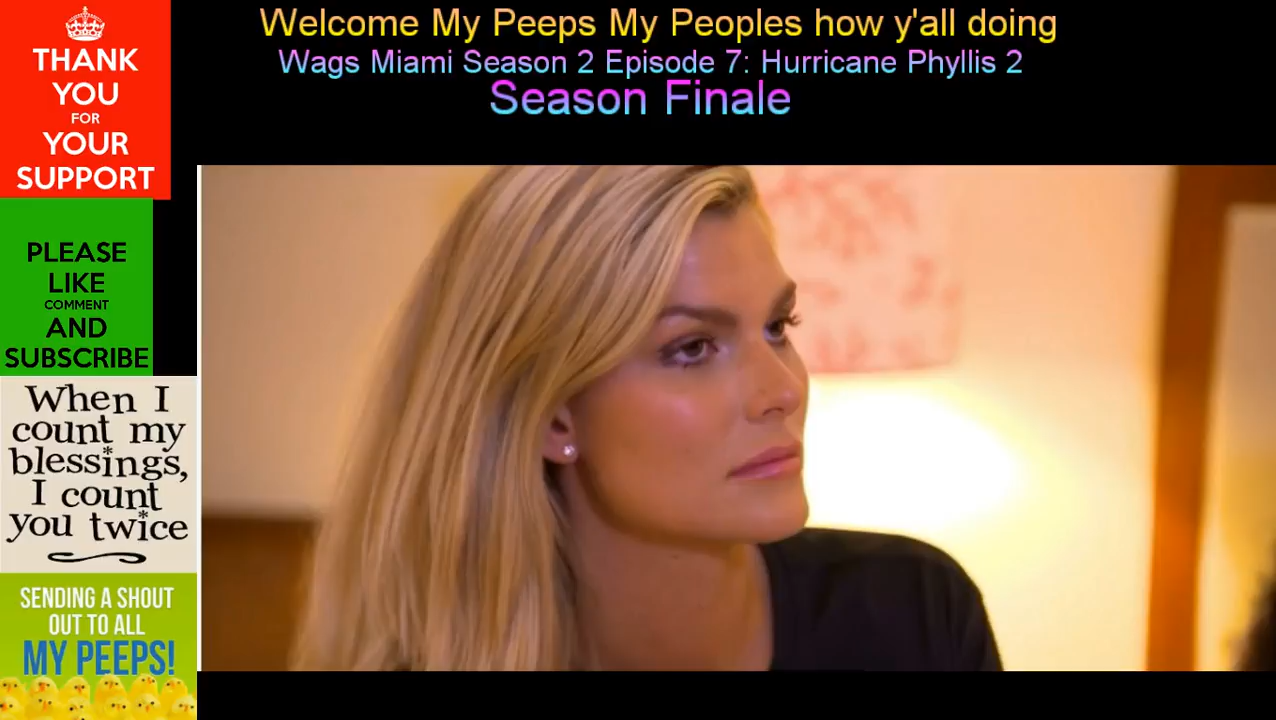 Welcome My Peeps My Peoples how y'all doing
Wags Miami Season 2 Episode 7: Hurricane Phyllis 2
Season Finale
THANK
YOU
FOR
YOUR
SUPPORT
PLEASE
LIKE
COMMENT
AND
SUBSCRIBE
When I
count my
blessings,
I count
you twice
SENDING A SHOUT
OUT TO ALL
MY PEEPS!